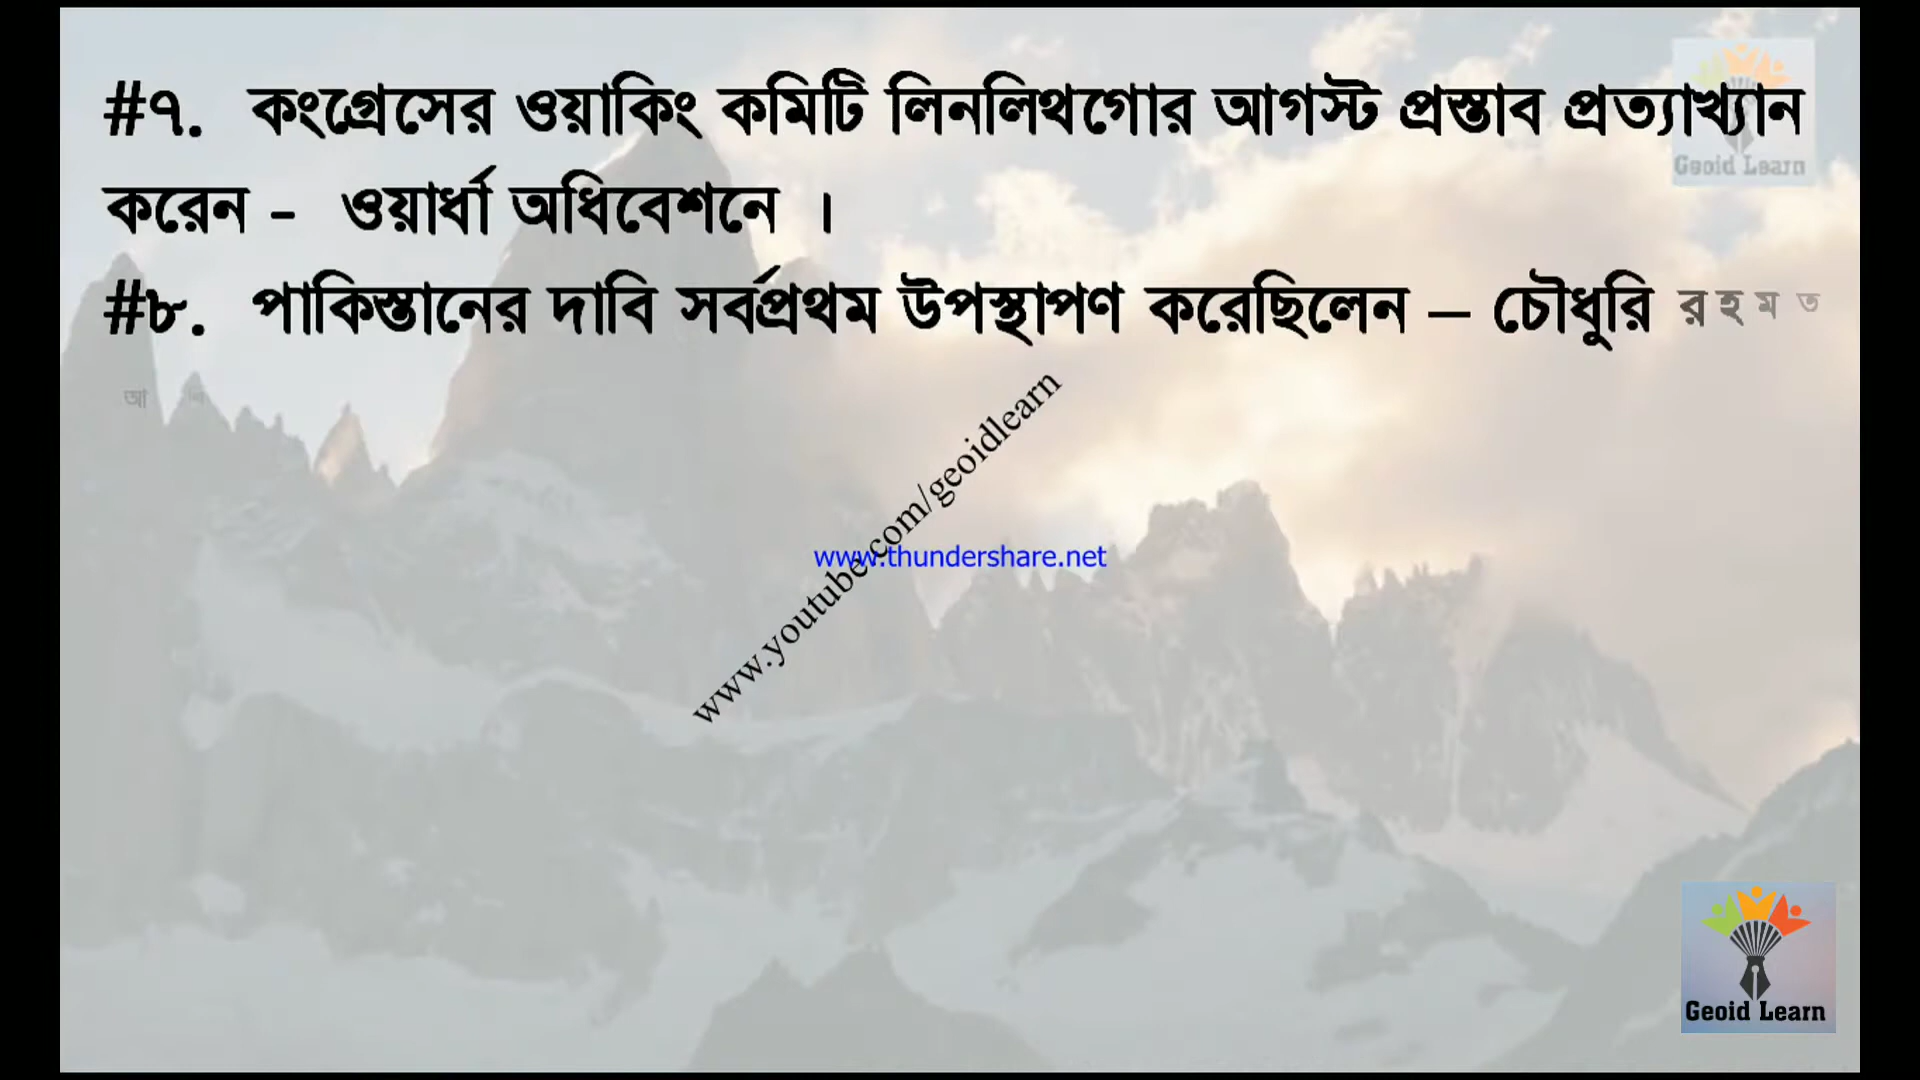 Geoid Learn
#৭. কংগ্রেসের ওয়াকিং কমিটি লিনলিথগোর আগস্ট প্রস্তাব প্রত্যাখ্যান
করেন - ওয়ার্ধা অধিবেশনে ।
#৮. পাকিস্তানের দাবি সর্বপ্রথম উপস্থাপণ করেছিলেন – চৌধুরি রহমত
আ
www.youtube.com/geoidlearn
www.thundershare.net
Geoid Learn